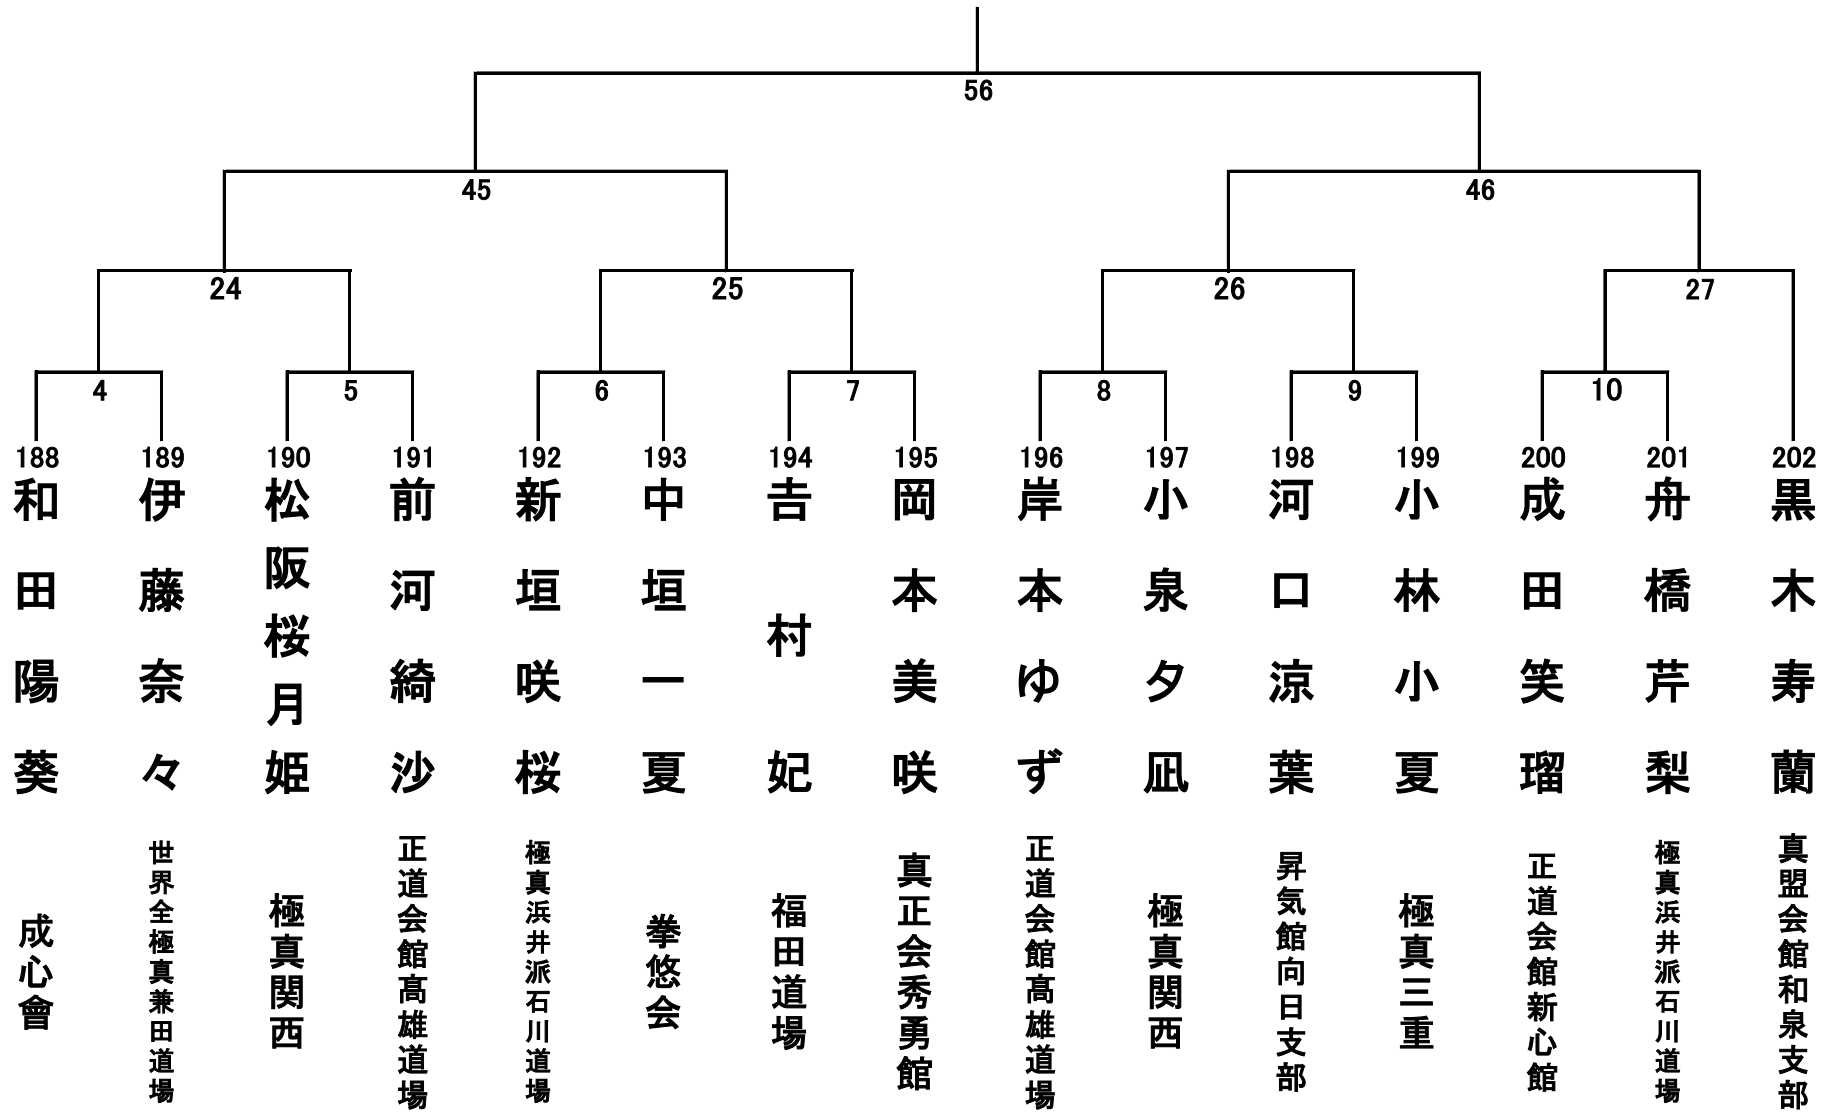 56
45
46
24
25
26
27
4
5
6
7
8
9
10
188
189
190
191
192
193
194
195
196
197
198
199
200
201
202
和田陽葵
伊藤奈々
松阪桜月姫
前河綺沙
新垣咲桜
中垣一夏
𠮷村妃
岡本美咲
岸本ゆず
小泉夕凪
河口涼葉
小林小夏
成田笑瑠
舟橋芹梨
黒木寿蘭
成心會
世界全極真兼田道場
極真関西
正道会館髙雄道場
極真浜井派石川道場
拳悠会
福田道場
真正会秀勇館
正道会館髙雄道場
極真関西
昇気館向日支部
極真三重
正道会館新心館
極真浜井派石川道場
真盟会館和泉支部